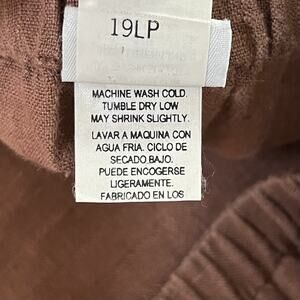 19LP
MACHINE WASH COLD.
TUMBLE DRY LOW
MAY SHRINK SLIGHTLY.
LAVAR A MAQUINA CON
AGUA FRIA. CICLO DE
SECADO BAJO.
PUEDE ENCOGERSE
LIGERAMENTE.
FABRICADO EN LOS